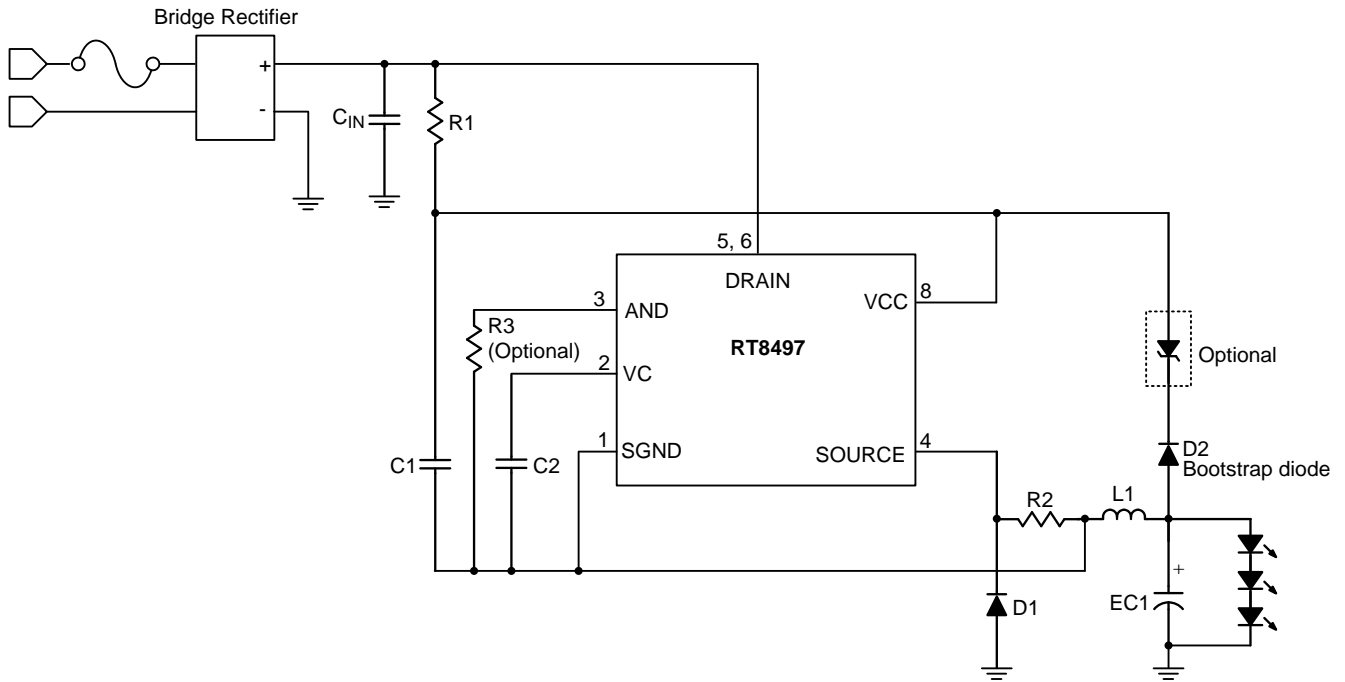 Bridge Rectifier
+
-
CIN
R1
5, 6
DRAIN
3
AND
VCC
8
R3
(Optional)
RT8497
Optional
2
VC
1
SGND
SOURCE
4
C1
C2
D2
Bootstrap diode
R2
L1
+
EC1
D1